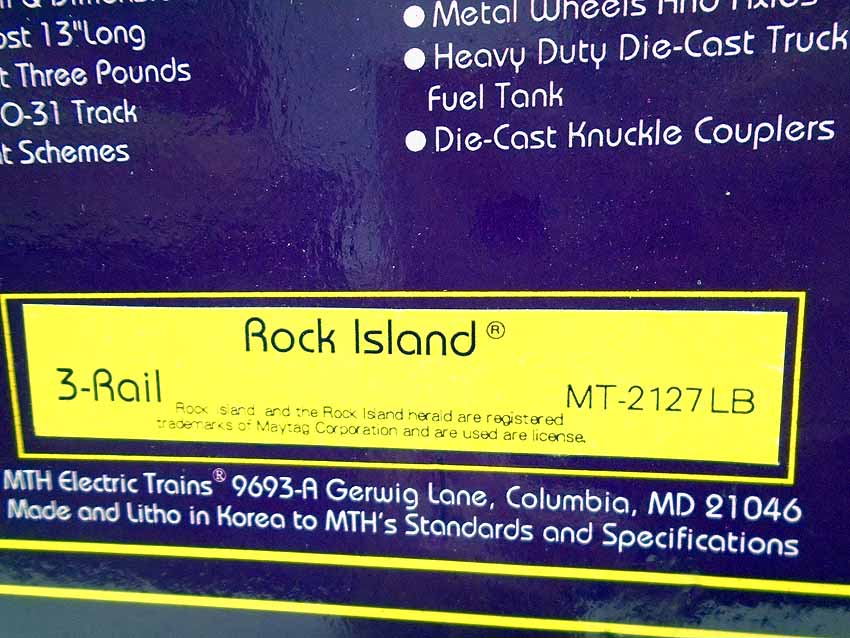 ost 13"Long
t Three Pounds
O-31 Track
t Schemes
● Metal Wheels And Axles
● Heavy Duty Die-Cast Truck
Fuel Tank
● Die-Cast Knuckle Couplers
Rock Island ®
3-Rail
MT-2127LB
Rock Island and the Rock Island herald are registered
trademarks of Maytag Corporation and are used are license.
MTH Electric Trains® 9693-A Gerwig Lane, Columbia, MD 21046
Made and Litho in Korea to MTH's Standards and Specifications